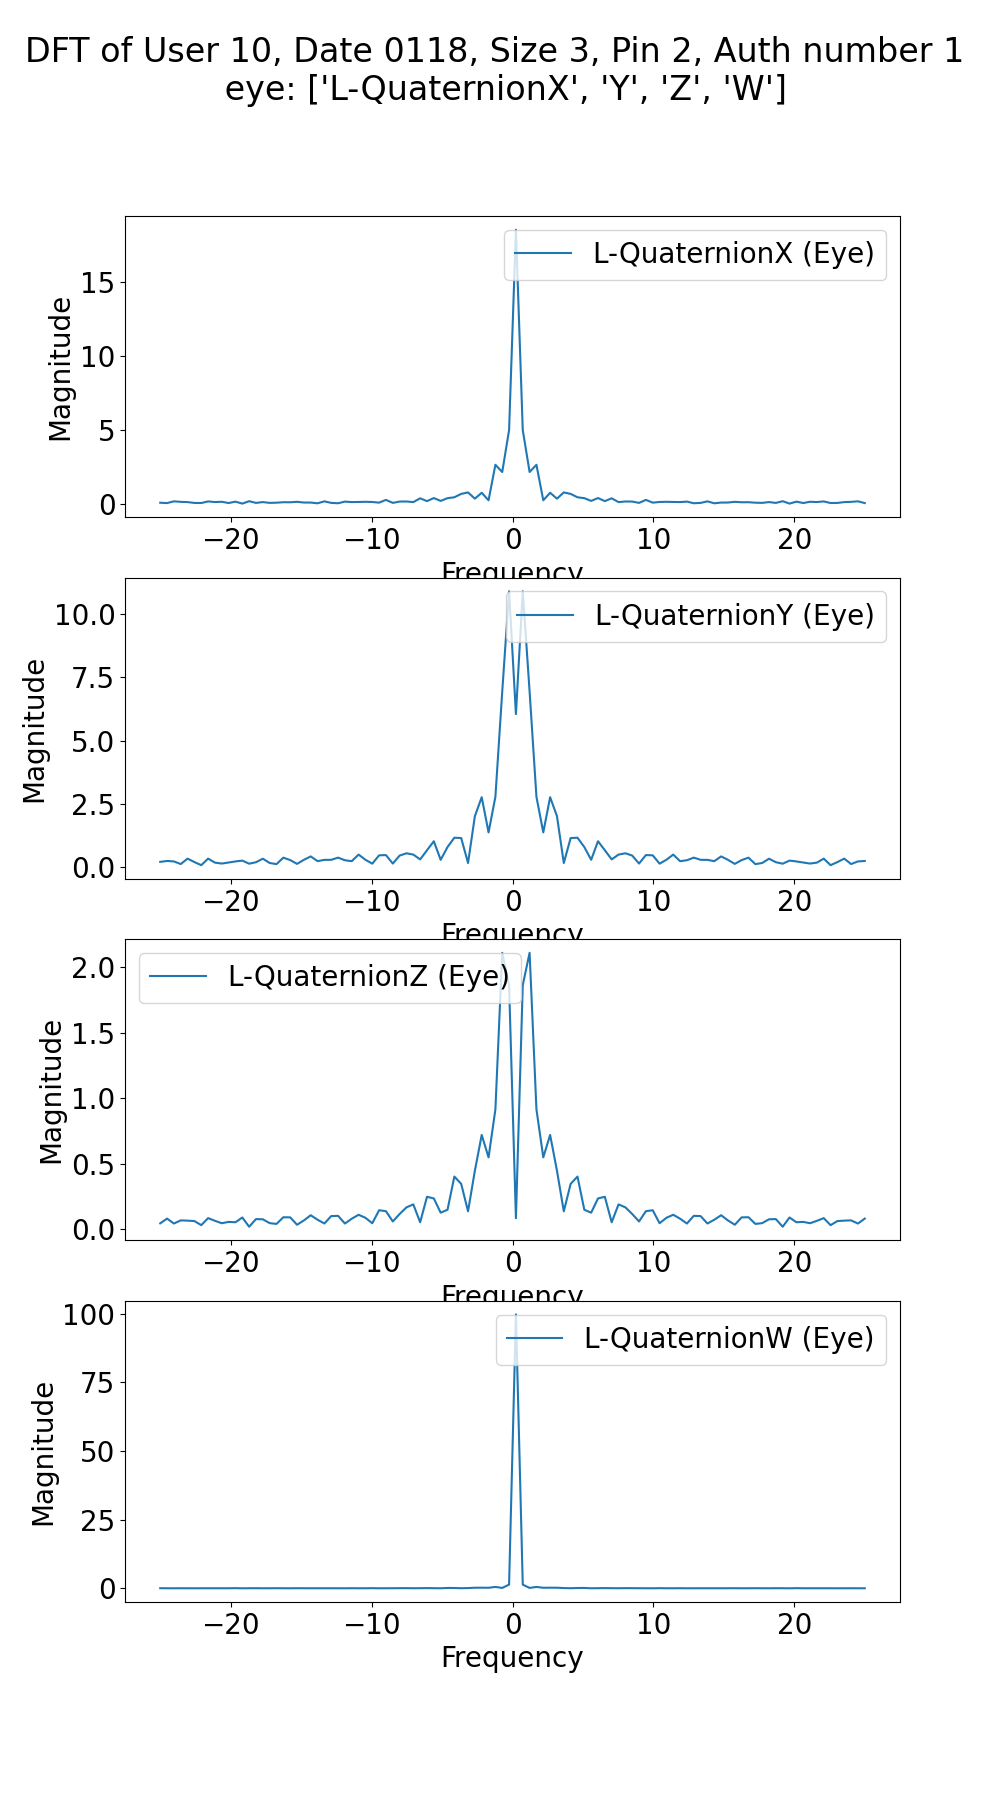 DFT of User 10, Date 0118, Size 3, Pin 2, Auth number 1
eye: ['L-QuaternionX', 'Y', 'Z', 'W']
L-QuaternionX (Eye)
Magnitude
15
10
5
0
−20 −10 0 10 20
Frequency
L-QuaternionY (Eye)
Magnitude
10.0
7.5
5.0
2.5
0.0
−20 −10 0 10 20
Frequency
L-QuaternionZ (Eye)
Magnitude
2.0
1.5
1.0
0.5
0.0
−20 −10 0 10 20
Frequency
L-QuaternionW (Eye)
Magnitude
100
75
50
25
0
−20 −10 0 10 20
Frequency